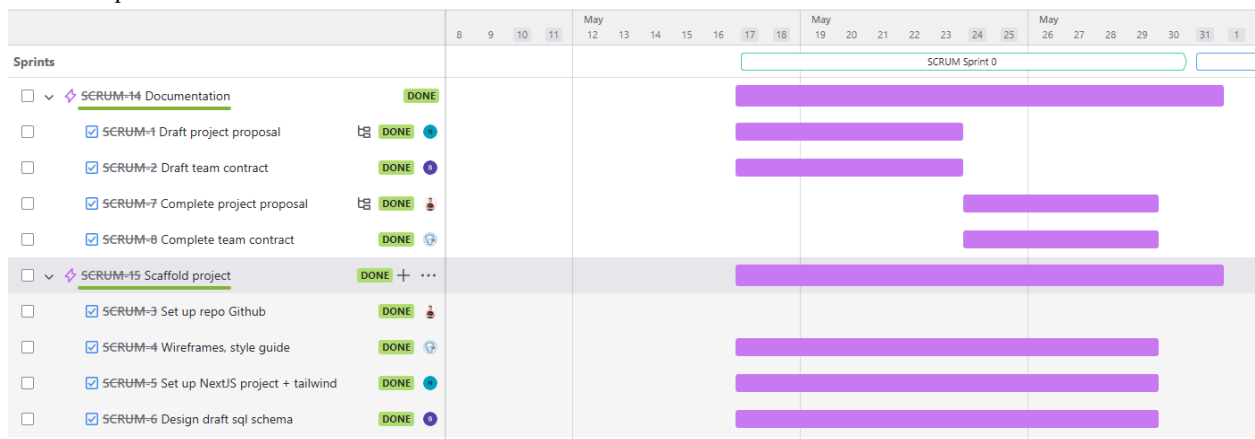 May May May
8 9 10 11 12 13 14 15 16 17 18 19 20 21 22 23 24 25 26 27 28 29 30 31 1
Sprints SCRUM Sprint 0
SCRUM-14 Documentation DONE
SCRUM-1 Draft project proposal DONE N
SCRUM-2 Draft team contract DONE B
SCRUM-7 Complete project proposal DONE
SCRUM-8 Complete team contract DONE
SCRUM-15 Scaffold project DONE + ...
SCRUM-3 Set up repo Github DONE
SCRUM-4 Wireframes, style guide DONE
SCRUM-5 Set up NextJS project + tailwind DONE N
SCRUM-6 Design draft sql schema DONE B